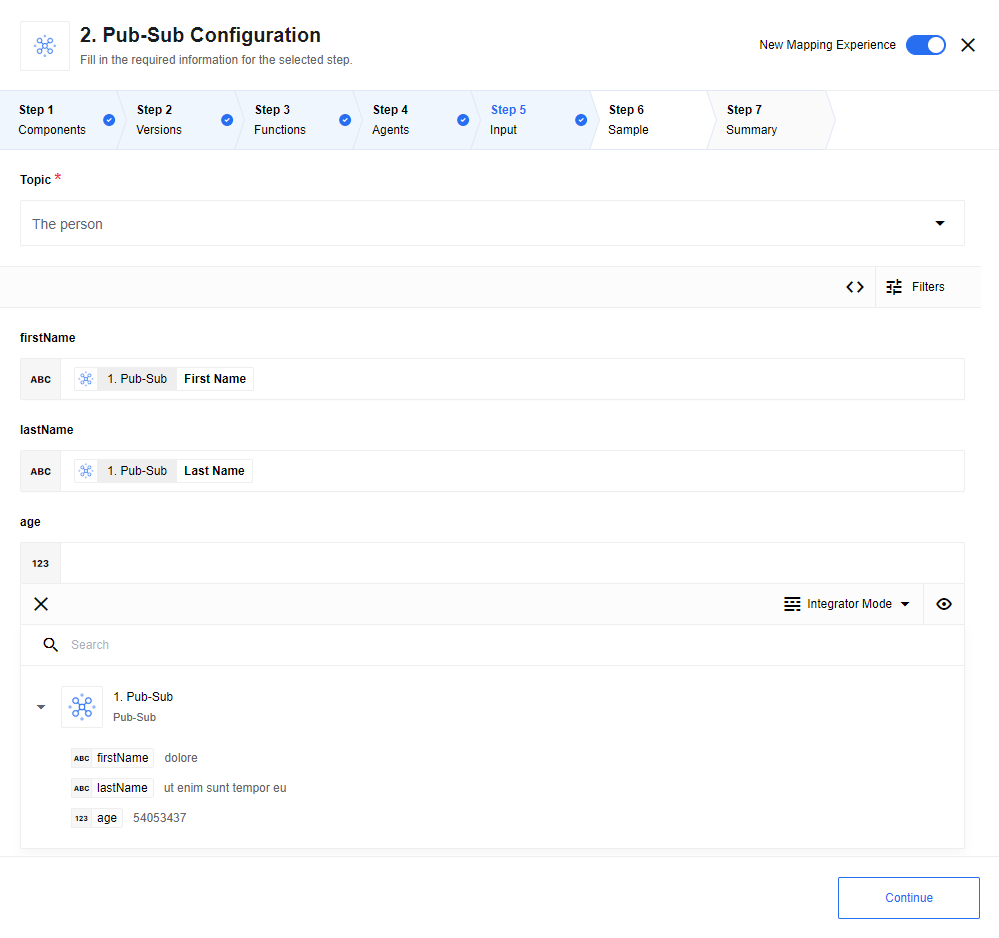 2. Pub-Sub Configuration
Fill in the required information for the selected step.
New Mapping Experience
Step 1
Components
Step 2
Versions
Step 3
Functions
Step 4
Agents
Step 5
Input
Step 6
Sample
Step 7
Summary
Topic *
The person
Filters
firstName
ABC 1. Pub-Sub First Name
lastName
ABC 1. Pub-Sub Last Name
age
123
Integrator Mode
Search
1. Pub-Sub
Pub-Sub
ABC firstName dolore
ABC lastName ut enim sunt tempor eu
123 age 54053437
Continue